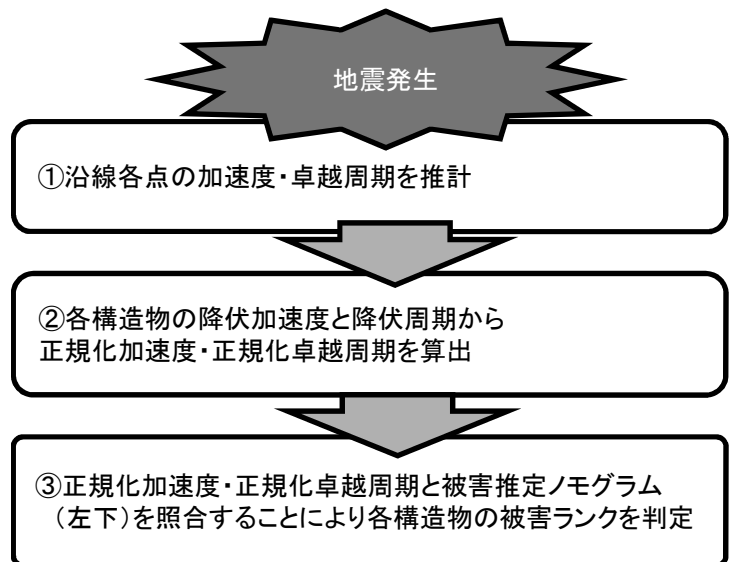 地震発生
①沿線各点の加速度・卓越周期を推計
②各構造物の降伏加速度と降伏周期から
正規化加速度・正規化卓越周期を算出
③正規化加速度・正規化卓越周期と被害推定ノモグラム
（左下）を照合することにより各構造物の被害ランクを判定